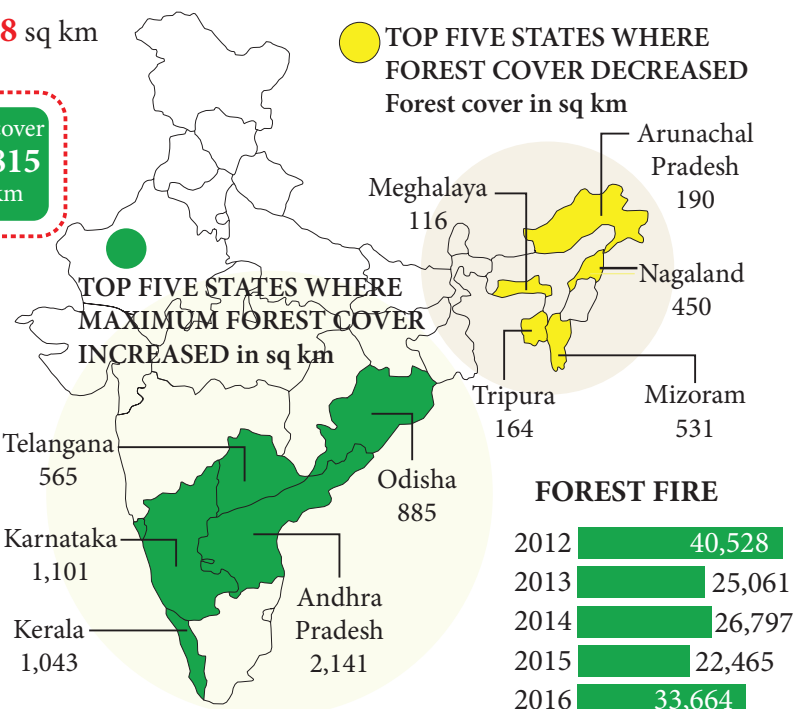 8 sq km
cover
815
km
TOP FIVE STATES WHERE
FOREST COVER DECREASED
Forest cover in sq km
Arunachal
Pradesh
190
Meghalaya
116
Nagaland
450
Tripura
164
Mizoram
531
TOP FIVE STATES WHERE
MAXIMUM FOREST COVER
INCREASED in sq km
Telangana
565
Odisha
885
Karnataka
1,101
Andhra
Pradesh
2,141
Kerala
1,043
FOREST FIRE
2012 40,528
2013 25,061
2014 26,797
2015 22,465
2016 33,664